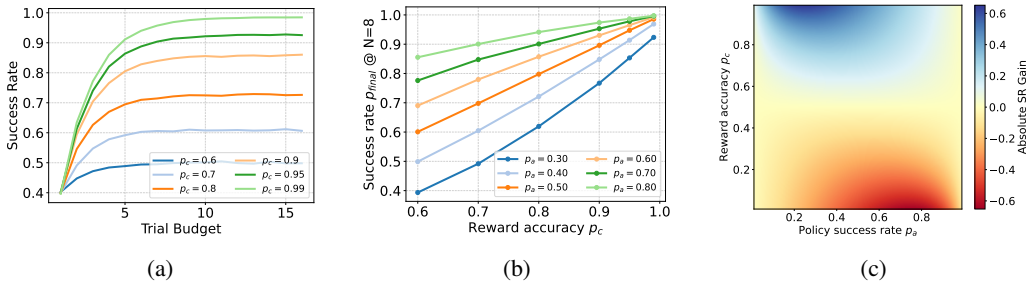 1.0
0.9
0.8
0.7
0.6
0.5
0.4
Success Rate
5
10
15
Trial Budget
p_c = 0.6
p_c = 0.7
p_c = 0.8
p_c = 0.9
p_c = 0.95
p_c = 0.99
(a)
1.0
0.9
0.8
0.7
0.6
0.5
0.4
Success rate p_final @ N=8
0.6
0.7
0.8
0.9
1.0
Reward accuracy p_c
p_a = 0.30
p_a = 0.40
p_a = 0.50
p_a = 0.60
p_a = 0.70
p_a = 0.80
(b)
0.8
0.6
0.4
0.2
Reward accuracy p_c
0.2
0.4
0.6
0.8
Policy success rate p_a
0.6
0.4
0.2
0.0
−0.2
−0.4
−0.6
Absolute SR Gain
(c)